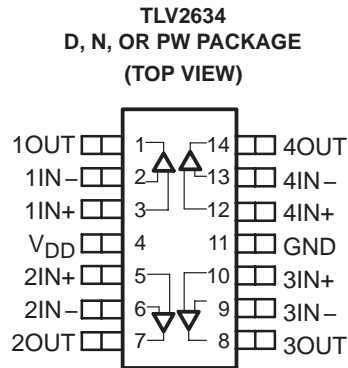 TLV2634
D, N, OR PW PACKAGE
(TOP VIEW)
1OUT 1 14 4OUT
1IN− 2 13 4IN−
1IN+ 3 12 4IN+
VDD 4 11 GND
2IN+ 5 10 3IN+
2IN− 6 9 3IN−
2OUT 7 8 3OUT